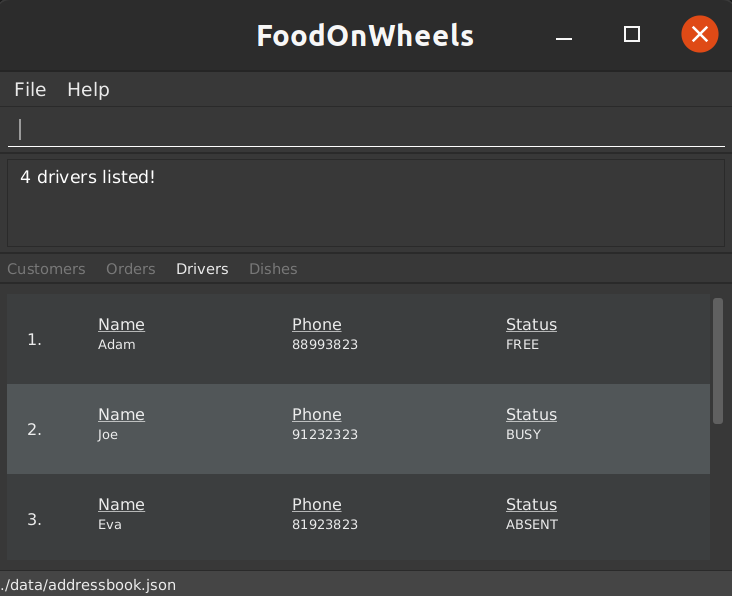 FoodOnWheels
File Help
4 drivers listed!
Customers Orders Drivers Dishes
Name Phone Status
1.
Adam 88993823 FREE
Name Phone Status
2.
Joe 91232323 BUSY
Name Phone Status
3.
Eva 81923823 ABSENT
./data/addressbook.json